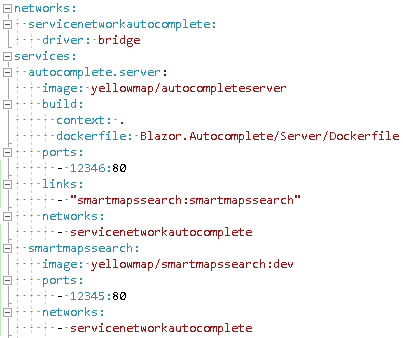 networks:
  servicenetworkautocomplete:
    driver: bridge
services:
  autocomplete.server:
    image: yellowmap/autocompleteserver
    build:
      context: .
      dockerfile: Blazor.Autocomplete/Server/Dockerfile
    ports:
      - 12346:80
    links:
      - "smartmapssearch:smartmapssearch"
    networks:
      - servicenetworkautocomplete
  smartmapssearch:
    image: yellowmap/smartmapssearch:dev
    ports:
      - 12345:80
    networks:
      - servicenetworkautocomplete